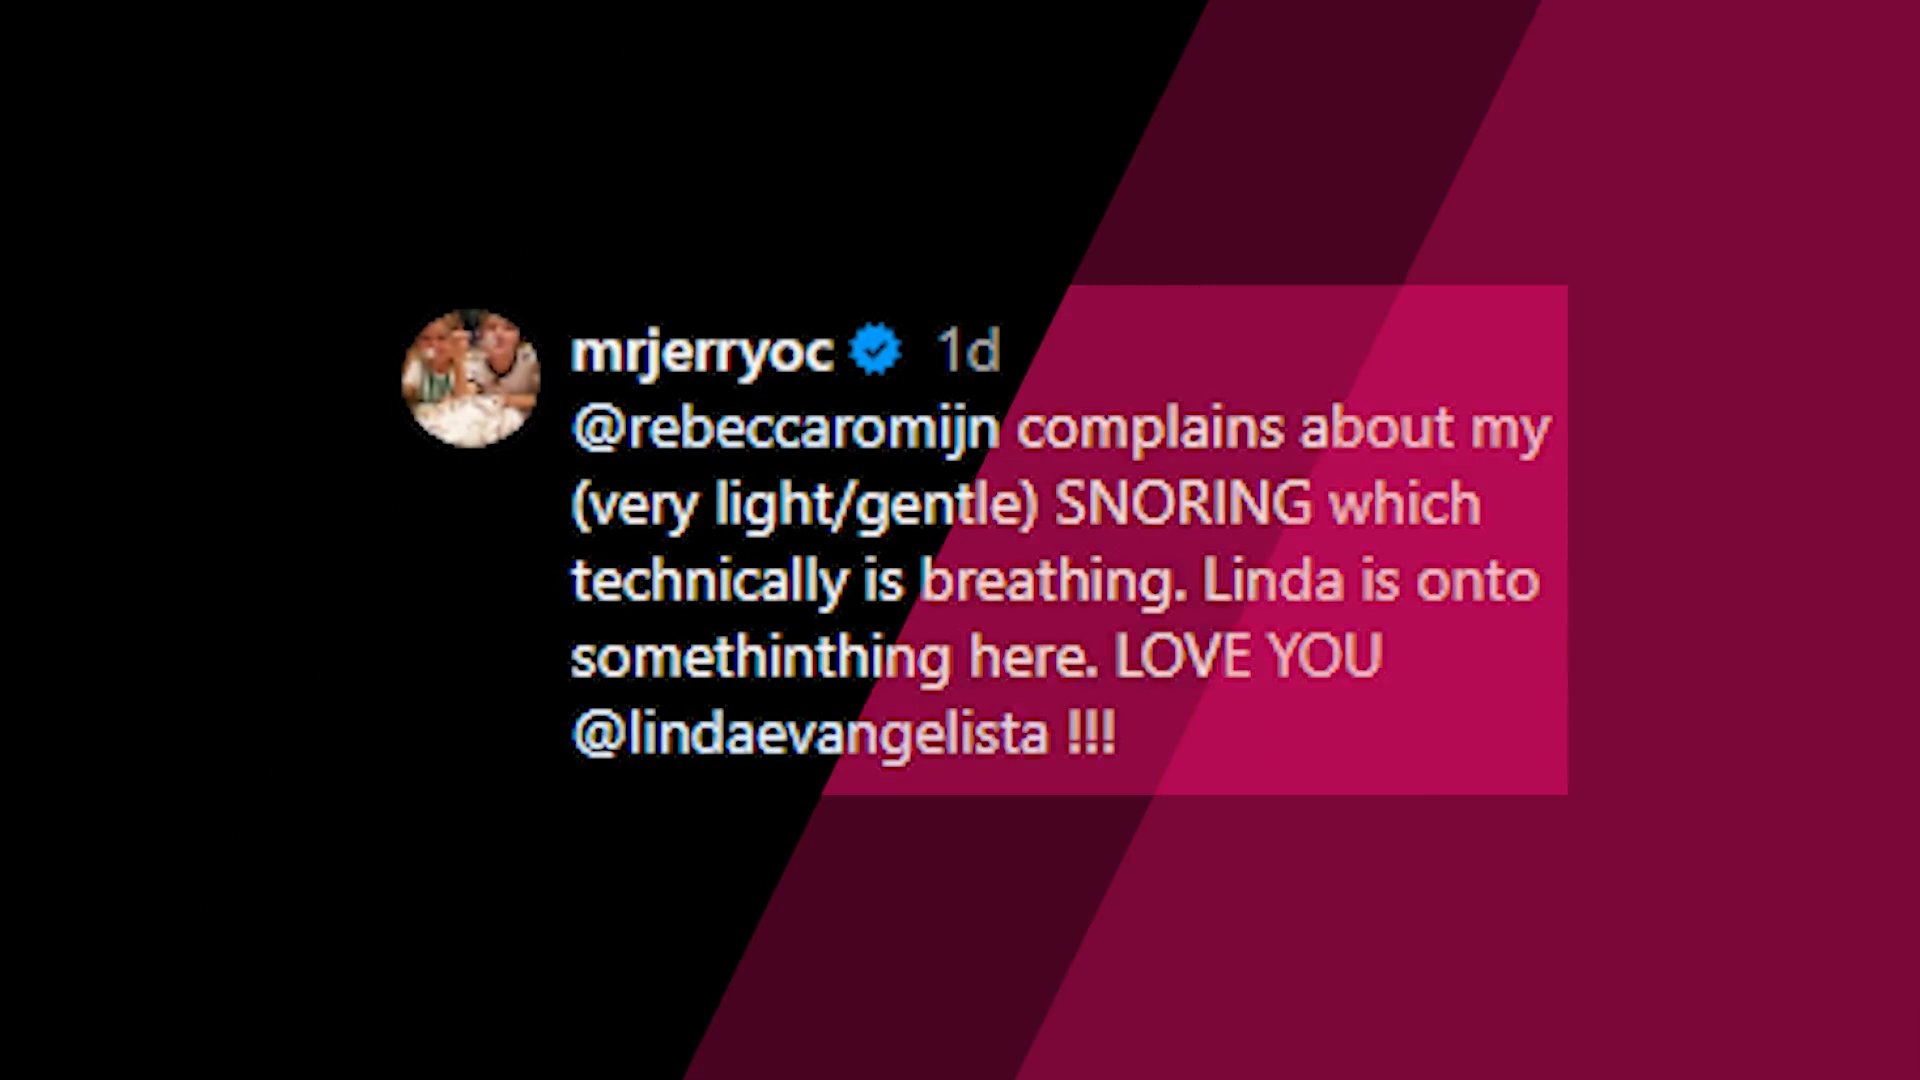 mrjerryoc 1d
@rebeccaromijn complains about my
(very light/gentle) SNORING which
technically is breathing. Linda is onto
somethinthing here. LOVE YOU
@lindaevangelista !!!